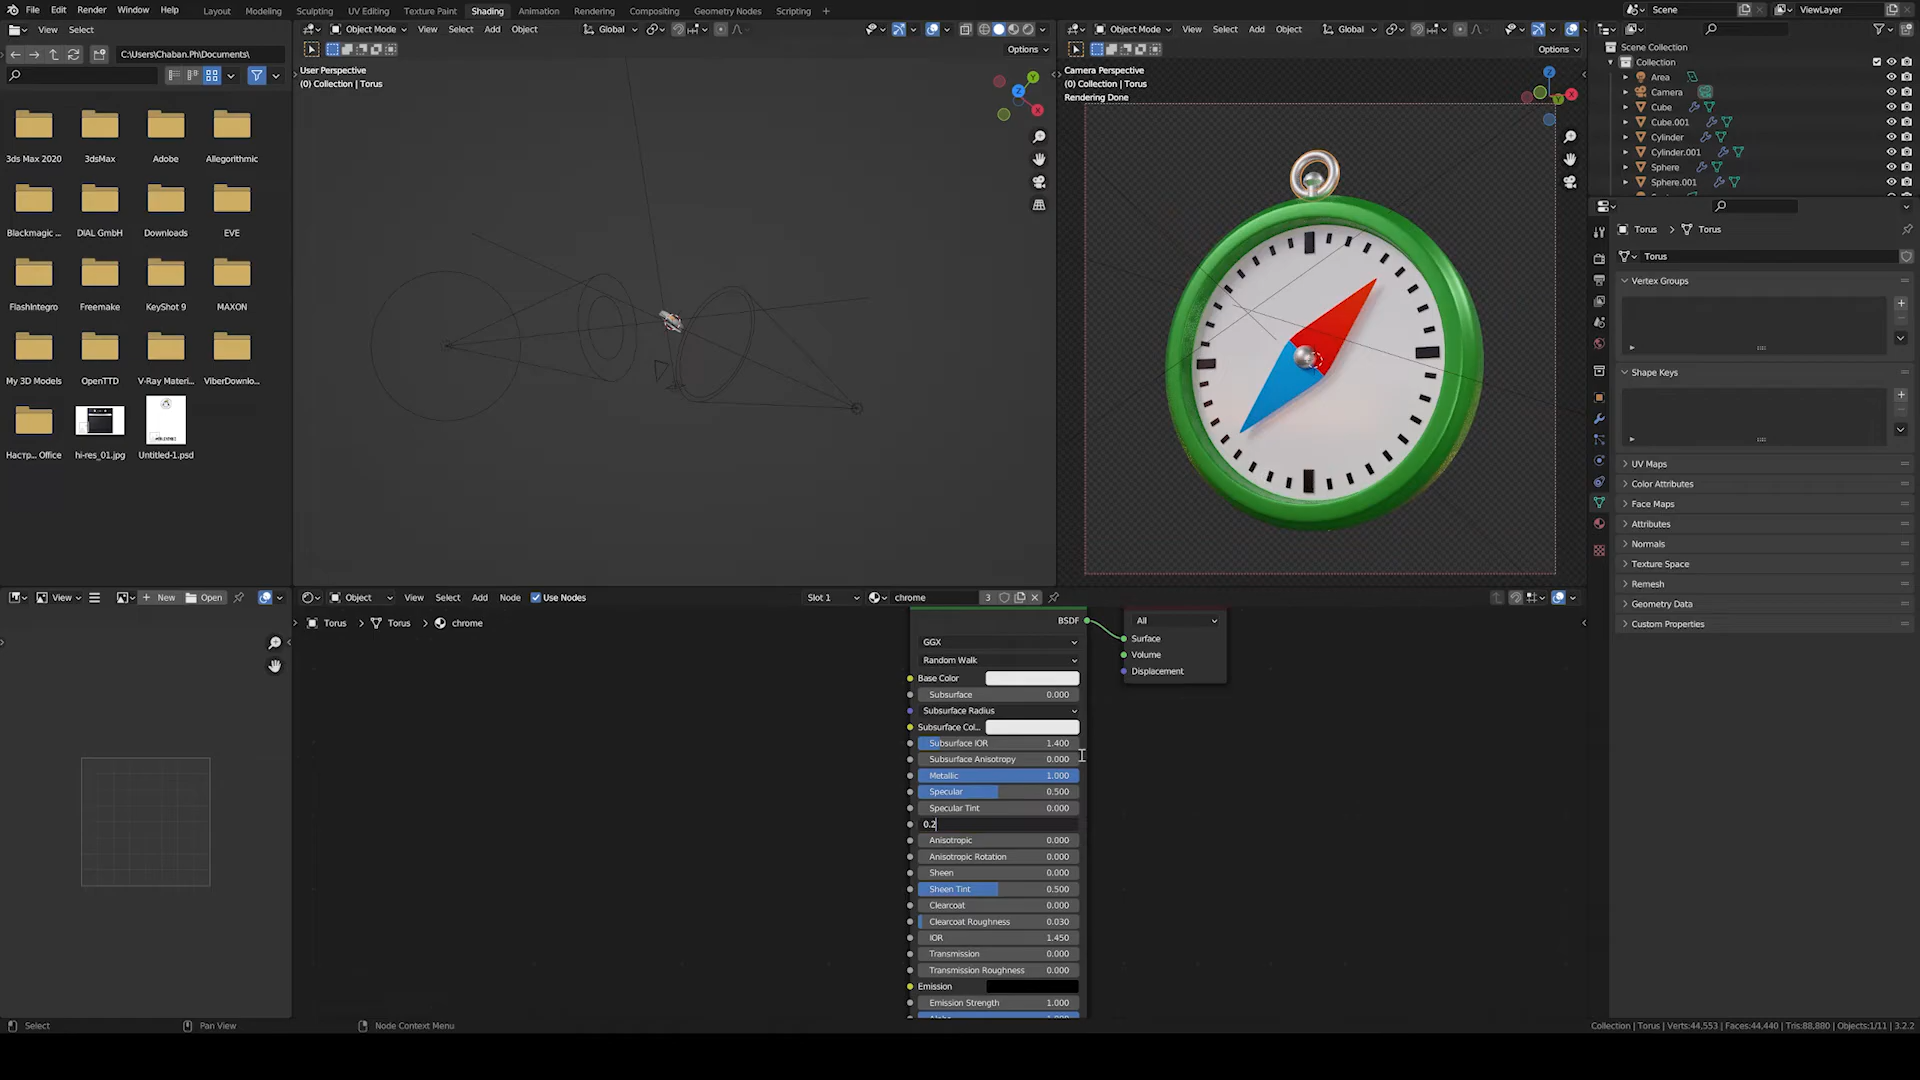 File Edit Render Window Help Layout Modeling Sculpting UV Editing Texture Paint Shading Animation Rendering Compositing Geometry Nodes Scripting + Scene ViewLayer
View Select
Object Mode View Select Add Object Global
Object Mode View Select Add Object Global
C:\Users\Chaban.Ph\Documents\
Options
Options
User Perspective
(0) Collection | Torus
Camera Perspective
(0) Collection | Torus
Rendering Done
Z Y X
Z X Y
3ds Max 2020 3dsMax Adobe Allegorithmic
Blackmagic ... DIAL GmbH Downloads EVE
FlashIntegro Freemake KeyShot 9 MAXON
My 3D Models OpenTTD V-Ray Materi... ViberDownlo...
Настр... Office hi-res_01.jpg Untitled-1.psd
Scene Collection
Collection
Area
Camera
Cube
Cube.001
Cylinder
Cylinder.001
Sphere
Sphere.001
Torus > Torus
Torus
Vertex Groups
Shape Keys
UV Maps
Color Attributes
Face Maps
Attributes
Normals
Texture Space
Remesh
Geometry Data
Custom Properties
View New Open
Object View Select Add Node Use Nodes Slot 1 chrome 3
Torus > Torus > chrome
BSDF
GGX
Random Walk
Base Color
Subsurface 0.000
Subsurface Radius
Subsurface Col...
Subsurface IOR 1.400
Subsurface Anisotropy 0.000
Metallic 1.000
Specular 0.500
Specular Tint 0.000
0.2
Anisotropic 0.000
Anisotropic Rotation 0.000
Sheen 0.000
Sheen Tint 0.500
Clearcoat 0.000
Clearcoat Roughness 0.030
IOR 1.450
Transmission 0.000
Transmission Roughness 0.000
Emission
Emission Strength 1.000
All
Surface
Volume
Displacement
Select Pan View Node Context Menu
Collection | Torus | Verts:44,553 | Faces:44,440 | Tris:88,880 | Objects:1/11 | 3.2.2